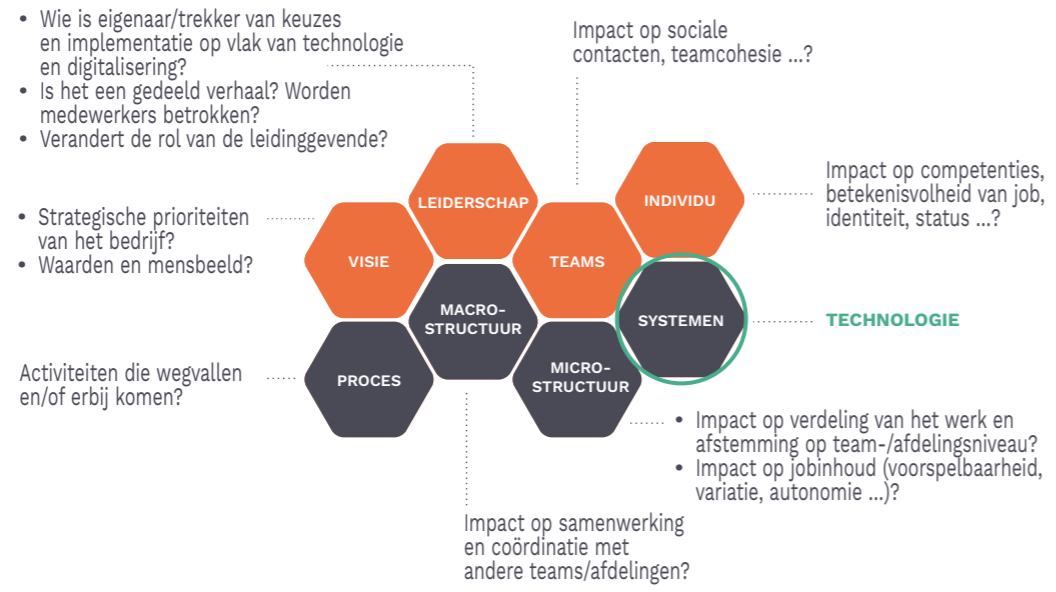 • Wie is eigenaar/trekker van keuzes
en implementatie op vlak van technologie
en digitalisering?
• Is het een gedeeld verhaal? Worden
medewerkers betrokken?
• Verandert de rol van de leidinggevende?
Impact op sociale
contacten, teamcohesie ...?
Impact op competenties,
betekenisvolheid van job,
identiteit, status ...?
• Strategische prioriteiten
van het bedrijf?
• Waarden en mensbeeld?
LEIDERSCHAP
INDIVIDU
VISIE
TEAMS
MACRO-
STRUCTUUR
SYSTEMEN
TECHNOLOGIE
PROCES
MICRO-
STRUCTUUR
Activiteiten die wegvallen
en/of erbij komen?
• Impact op verdeling van het werk en
afstemming op team-/afdelingsniveau?
• Impact op jobinhoud (voorspelbaarheid,
variatie, autonomie ...)?
Impact op samenwerking
en coördinatie met
andere teams/afdelingen?